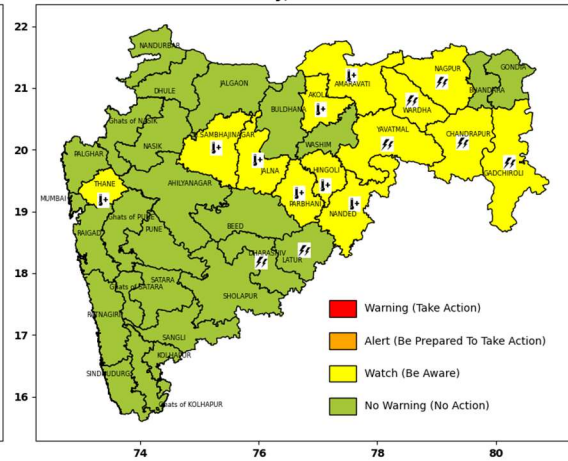 22
NANDURBAR
NAGPUR
GONDIA
21
DHULE
JALGAON
AMARAVATI
BHANDARA
AKOLA
BULDHANA
WARDHA
Ghats of NASIK
YAVATMAL
CHANDRAPUR
S.SAMBHAJINAGAR
WASHIM
20
PALGHAR
NASIK
JALNA
HINGOLI
GADCHIROLI
THANE
AHILYANAGAR
MUMBAI
PARBHANI
19
Ghats of PUNE
NANDED
RAIGAD
PUNE
BEED
DHARASHIV
LATUR
18
SATARA
Ghats of SATARA
SHOLAPUR
Warning (Take Action)
RATNAGIRI
17
SANGLI
Alert (Be Prepared To Take Action)
KOLHAPUR
SINDHUDURG
Watch (Be Aware)
16
Ghats of KOLHAPUR
No Warning (No Action)
74 76 78 80